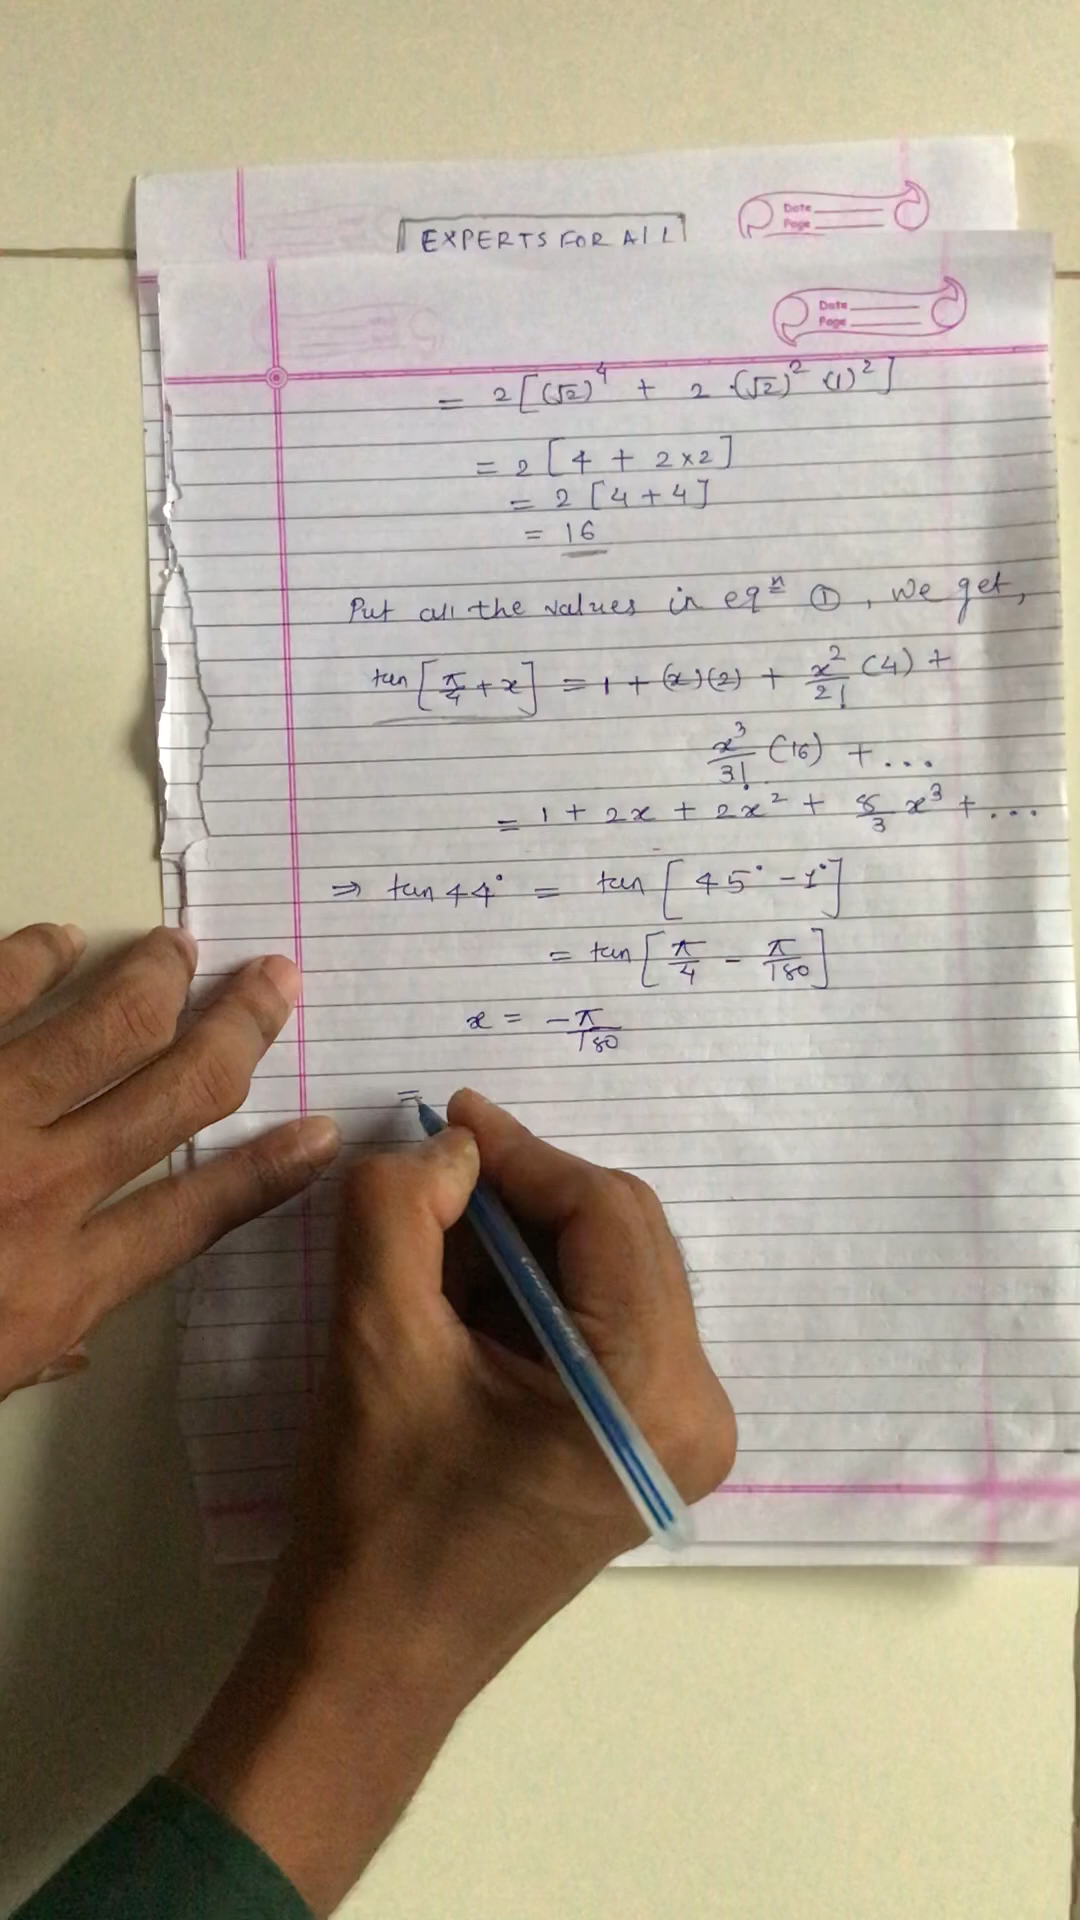 Date
Page
EXPERTS FOR ALL
Date
Page
= 2[(√2)⁴ + 2 ·(√2)² ·(1)²]
= 2 [4 + 2×2]
= 2 [4+4]
= 16
Put all the values in eqⁿ ①, we get,
tan[π/4 + x] = 1 + (x)(2) + x²/2! (4) +
x³/3! (16) + ...
= 1 + 2x + 2x² + 8/3 x³ + ...
⇒ tan 44° = tan [45° - 1°]
= tan [π/4 - π/180]
x = -π/180
=